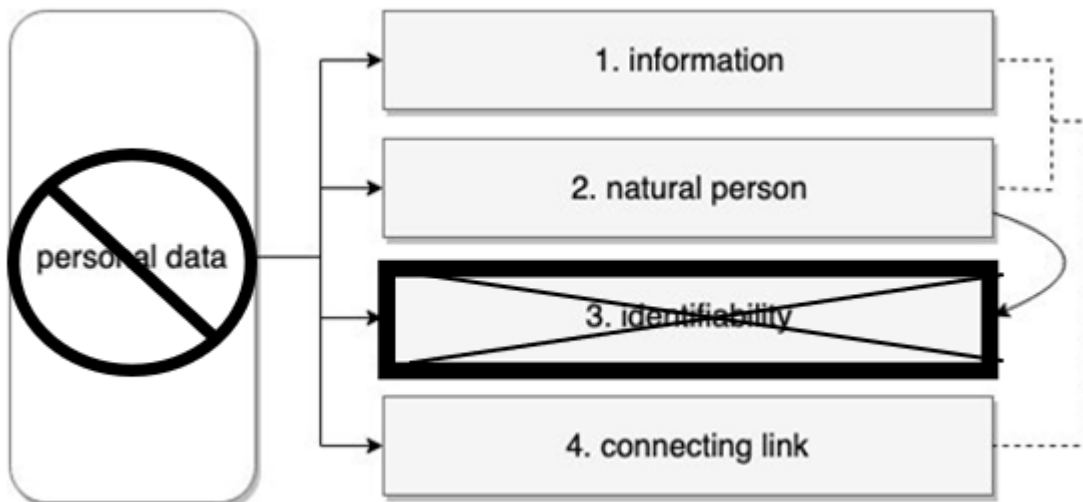 1. information
2. natural person
personal data
3. identifiability
4. connecting link